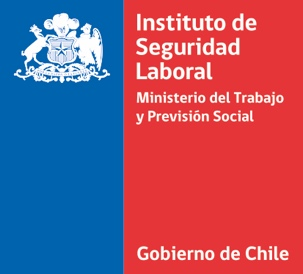 Instituto de
Seguridad
Laboral
Ministerio del Trabajo
y Previsión Social
Gobierno de Chile